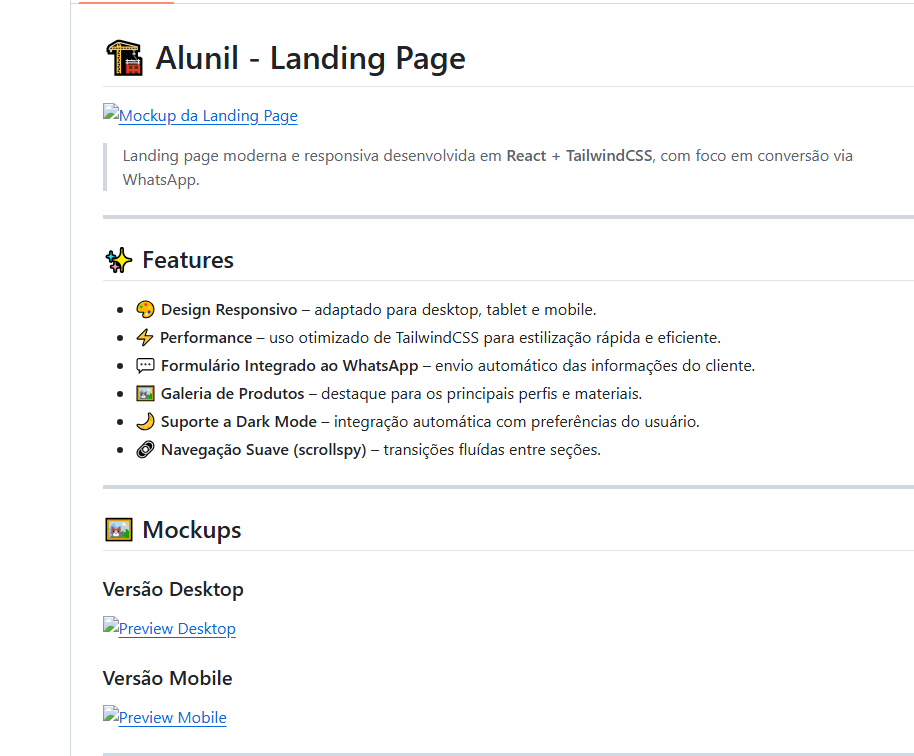 Alunil - Landing Page
Mockup da Landing Page
Landing page moderna e responsiva desenvolvida em React + TailwindCSS, com foco em conversão via
WhatsApp.
Features
Design Responsivo – adaptado para desktop, tablet e mobile.
Performance – uso otimizado de TailwindCSS para estilização rápida e eficiente.
Formulário Integrado ao WhatsApp – envio automático das informações do cliente.
Galeria de Produtos – destaque para os principais perfis e materiais.
Suporte a Dark Mode – integração automática com preferências do usuário.
Navegação Suave (scrollspy) – transições fluídas entre seções.
Mockups
Versão Desktop
Preview Desktop
Versão Mobile
Preview Mobile